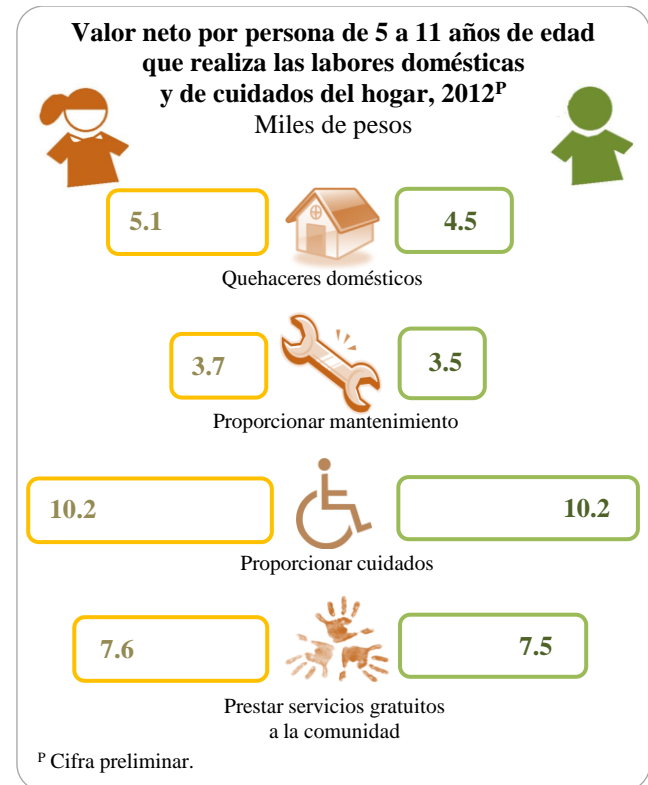 Valor neto por persona de 5 a 11 años de edad
que realiza las labores domésticas
y de cuidados del hogar, 2012ᴾ
Miles de pesos
5.1 4.5
Quehaceres domésticos
3.7 3.5
Proporcionar mantenimiento
10.2 10.2
Proporcionar cuidados
7.6 7.5
Prestar servicios gratuitos
a la comunidad
ᴾ Cifra preliminar.